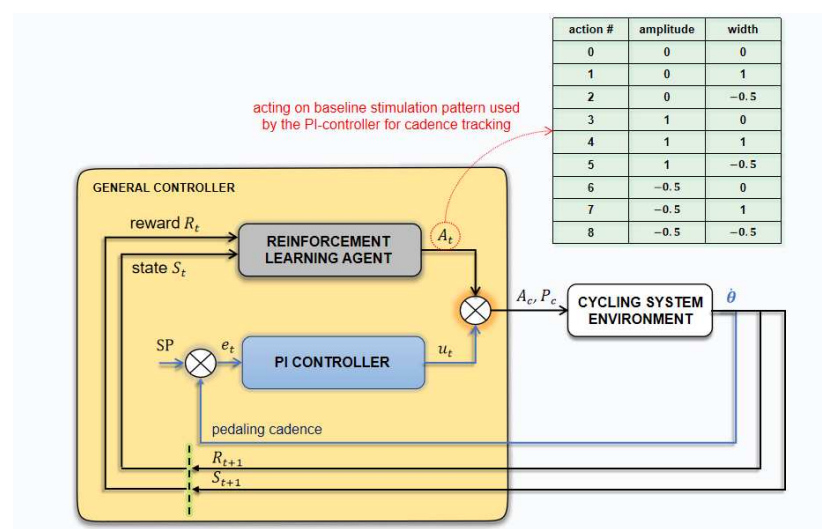 action # amplitude width
0 0 0
1 0 1
2 0 −0.5
3 1 0
4 1 1
5 1 −0.5
6 −0.5 0
7 −0.5 1
8 −0.5 −0.5
acting on baseline stimulation pattern used
by the PI-controller for cadence tracking
GENERAL CONTROLLER
reward R_t
REINFORCEMENT
LEARNING AGENT
A_t
state S_t
A_c, P_c
CYCLING SYSTEM
ENVIRONMENT
θ̇
SP
e_t
PI CONTROLLER
u_t
pedaling cadence
R_{t+1}
S_{t+1}